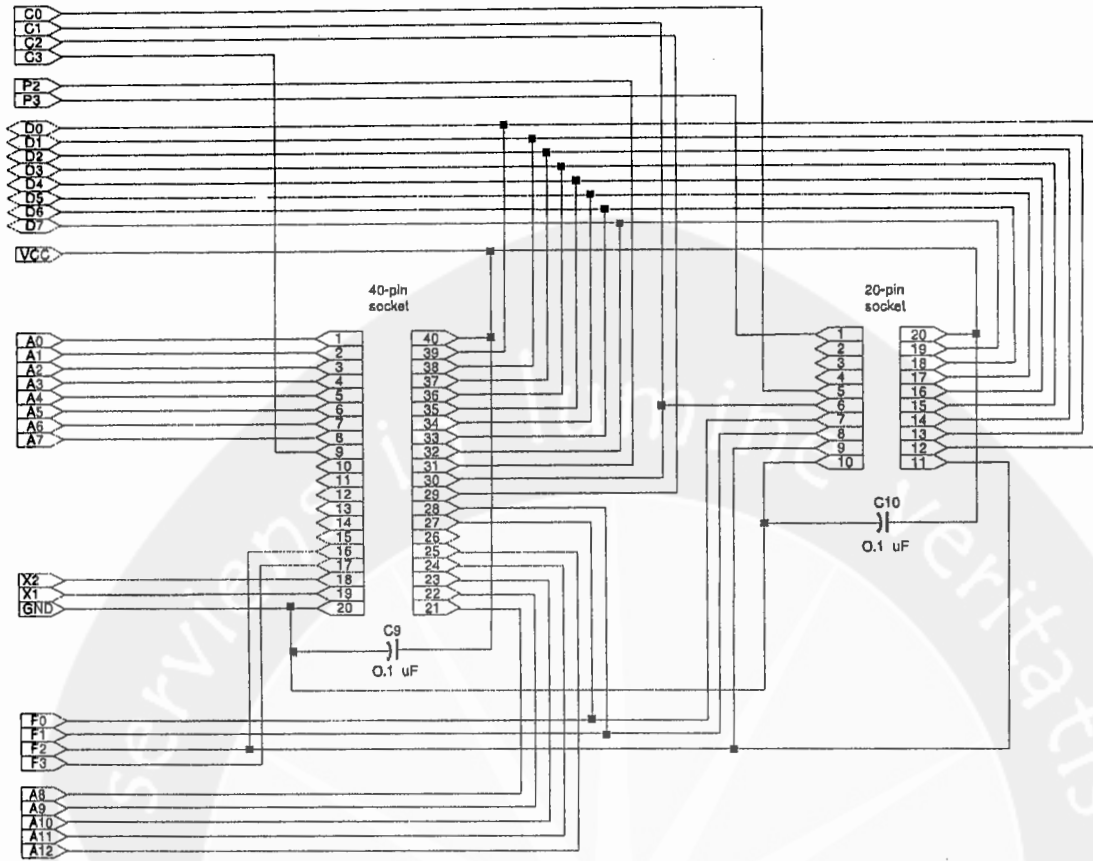 C0
C1
C2
C3
P2
P3
D0
D1
D2
D3
D4
D5
D6
D7
VCC
40-pin
socket
20-pin
socket
A0
A1
A2
A3
A4
A5
A6
A7
1
2
3
4
5
6
7
8
9
10
11
12
13
14
15
16
17
18
19
20
40
39
38
37
36
35
34
33
32
31
30
29
28
27
26
25
24
23
22
21
1
2
3
4
5
6
7
8
9
10
20
19
18
17
16
15
14
13
12
11
C10
0.1 uF
X2
X1
GND
C9
0.1 uF
F0
F1
F2
F3
A8
A9
A10
A11
A12
serviens in lumine veritatis